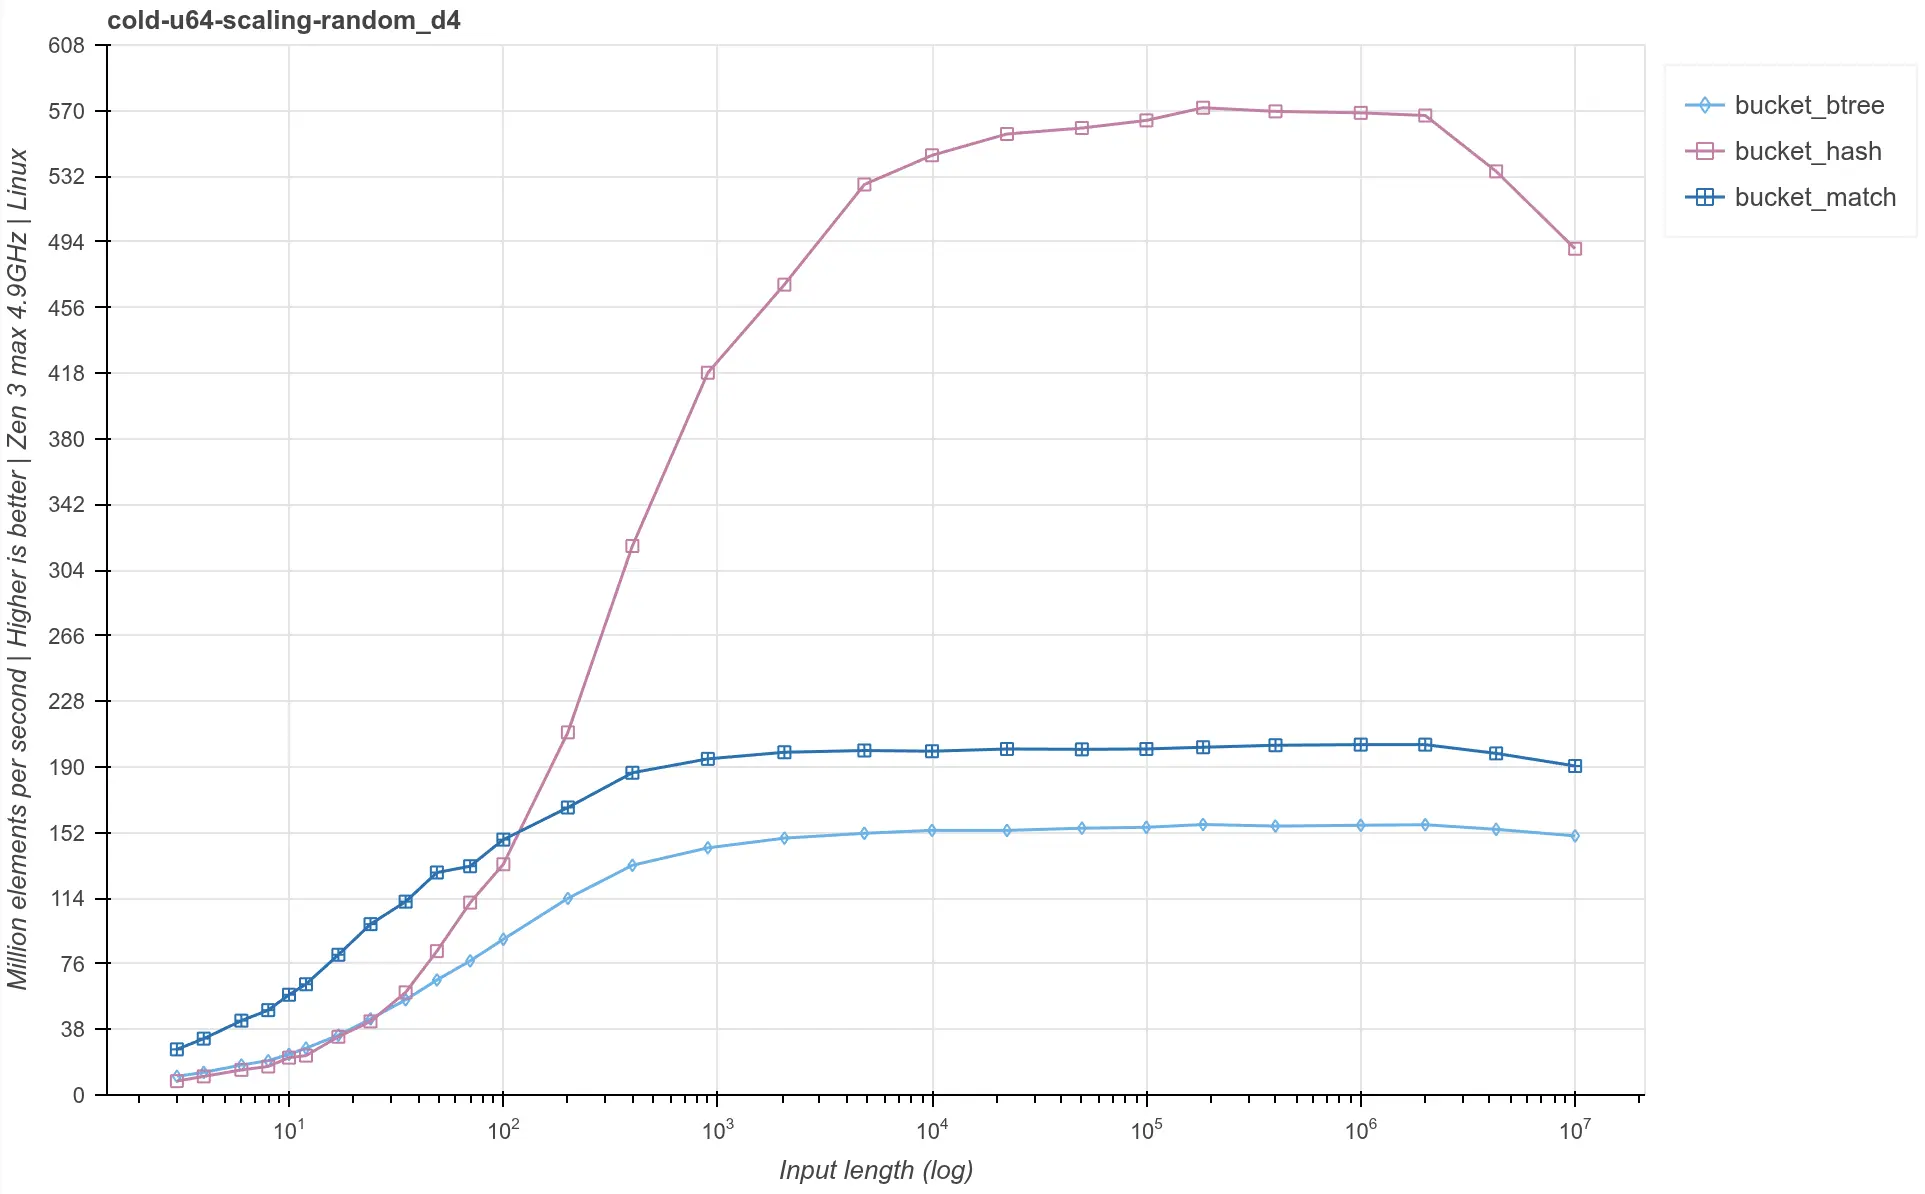 cold-u64-scaling-random_d4
608
570
532
494
456
418
380
342
304
266
228
190
152
114
76
38
0
Million elements per second | Higher is better | Zen 3 max 4.9GHz | Linux
10¹ 10² 10³ 10⁴ 10⁵ 10⁶ 10⁷
Input length (log)
bucket_btree
bucket_hash
bucket_match